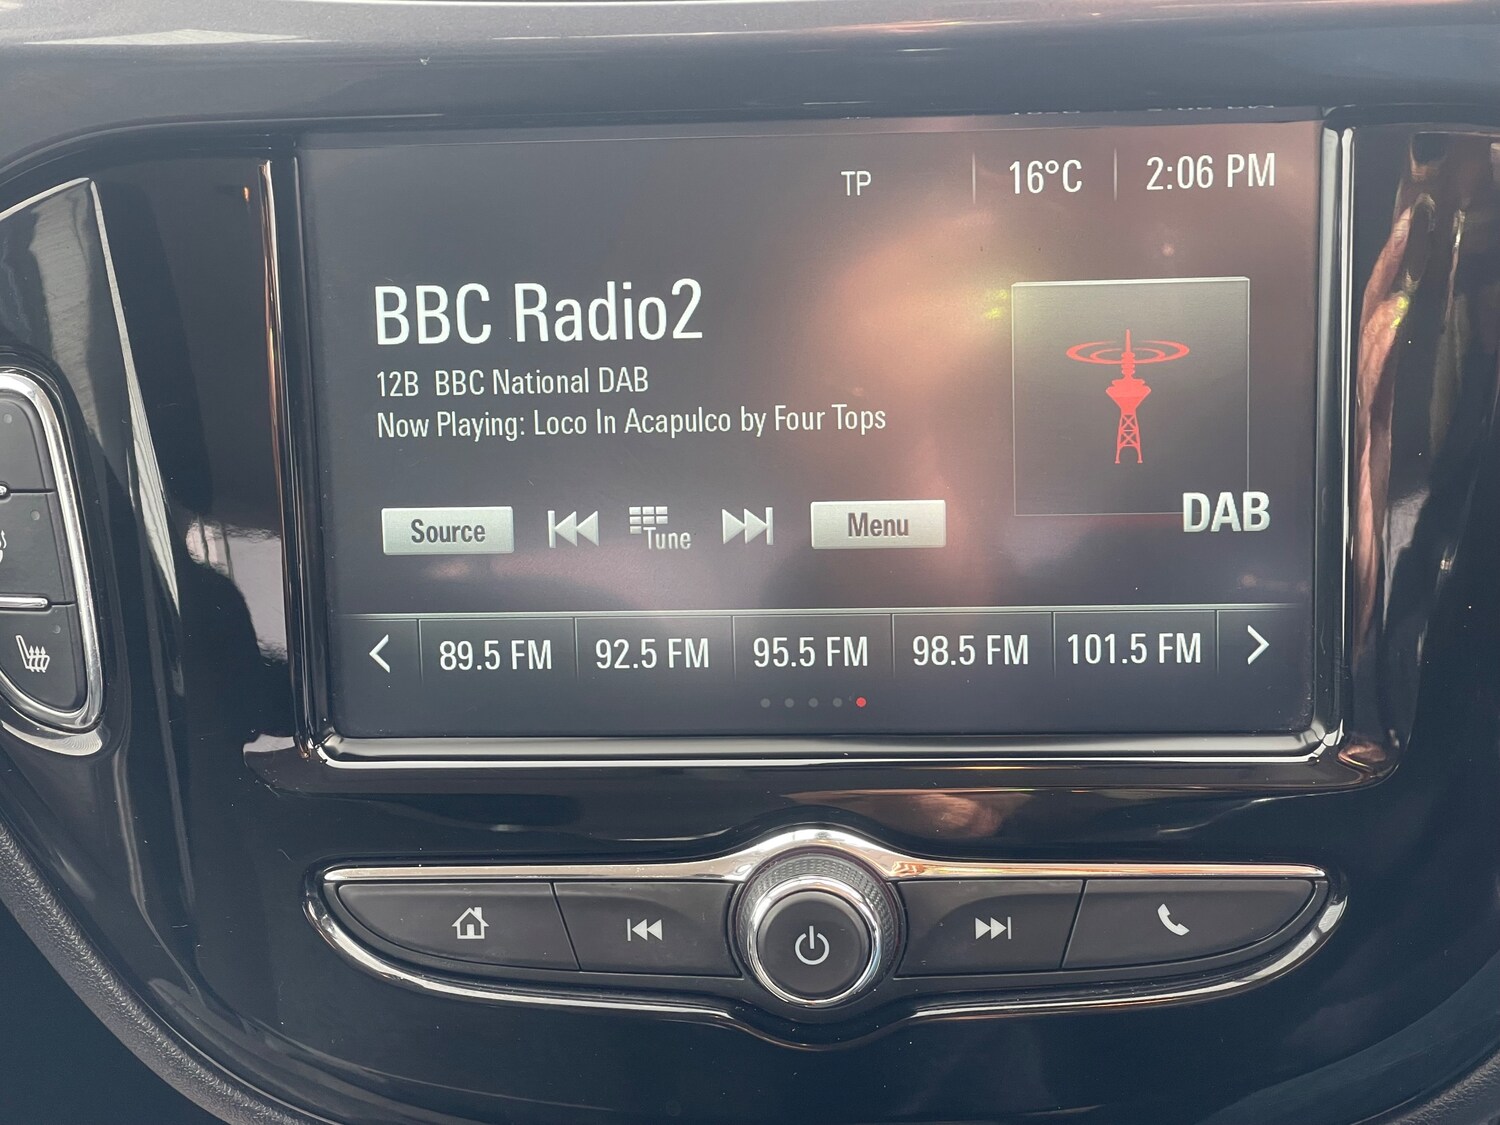 TP 16°C 2:06 PM
BBC Radio2
12B BBC National DAB
Now Playing: Loco In Acapulco by Four Tops
DAB
Source Tune Menu
89.5 FM 92.5 FM 95.5 FM 98.5 FM 101.5 FM